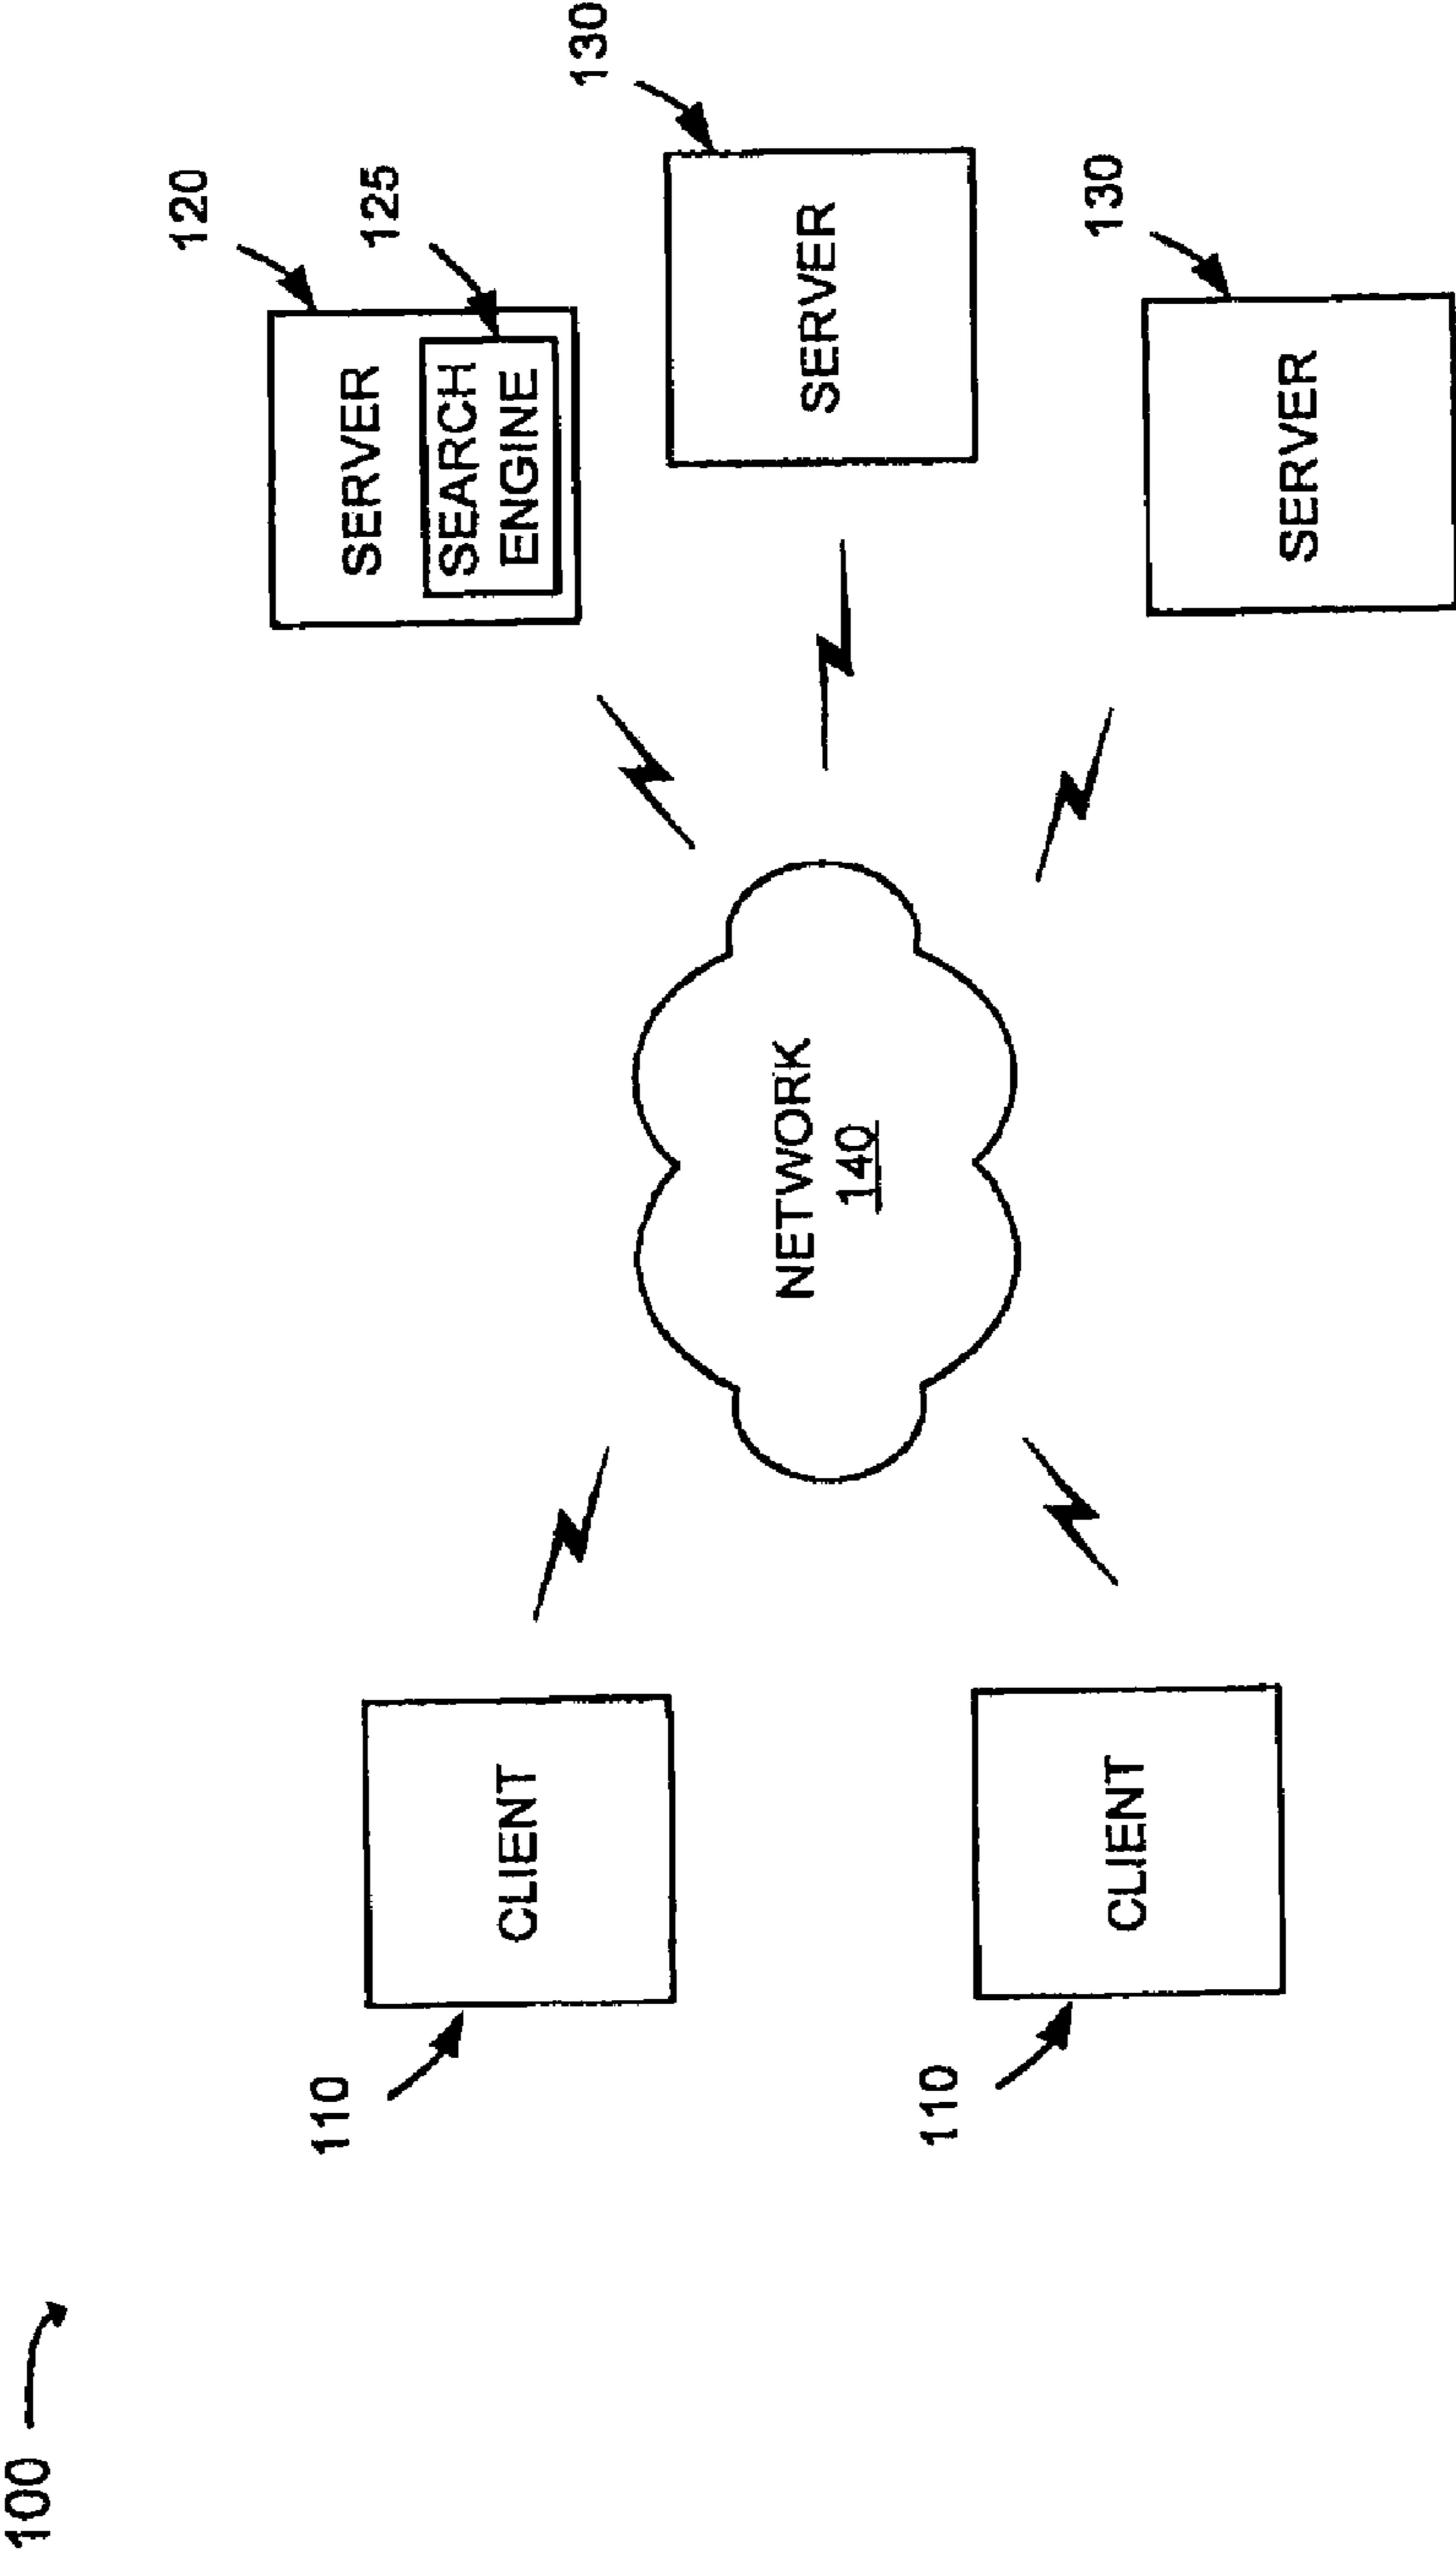 100
120
SERVER
125
SEARCH
ENGINE
110
CLIENT
130
SERVER
NETWORK
140
110
CLIENT
130
SERVER